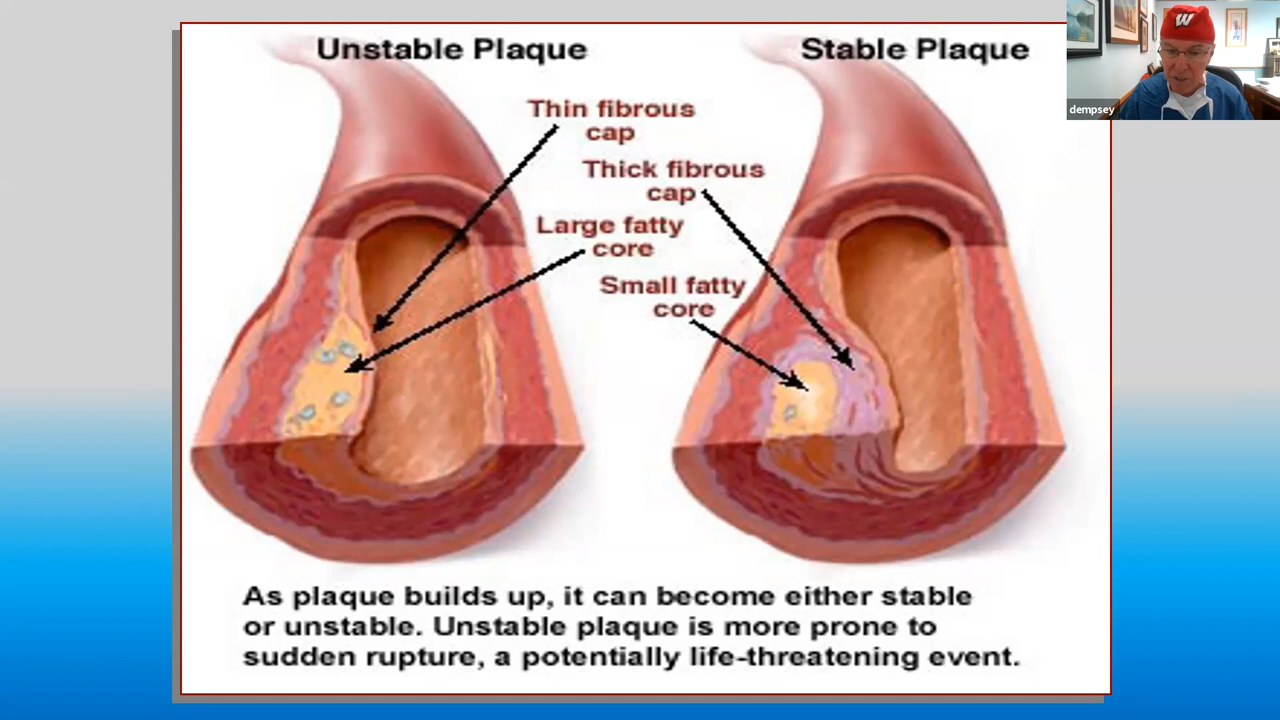 Unstable Plaque
Stable Plaque
Thin fibrous
cap
Thick fibrous
cap
Large fatty
core
Small fatty
core
As plaque builds up, it can become either stable
or unstable. Unstable plaque is more prone to
sudden rupture, a potentially life-threatening event.
W
dempsey